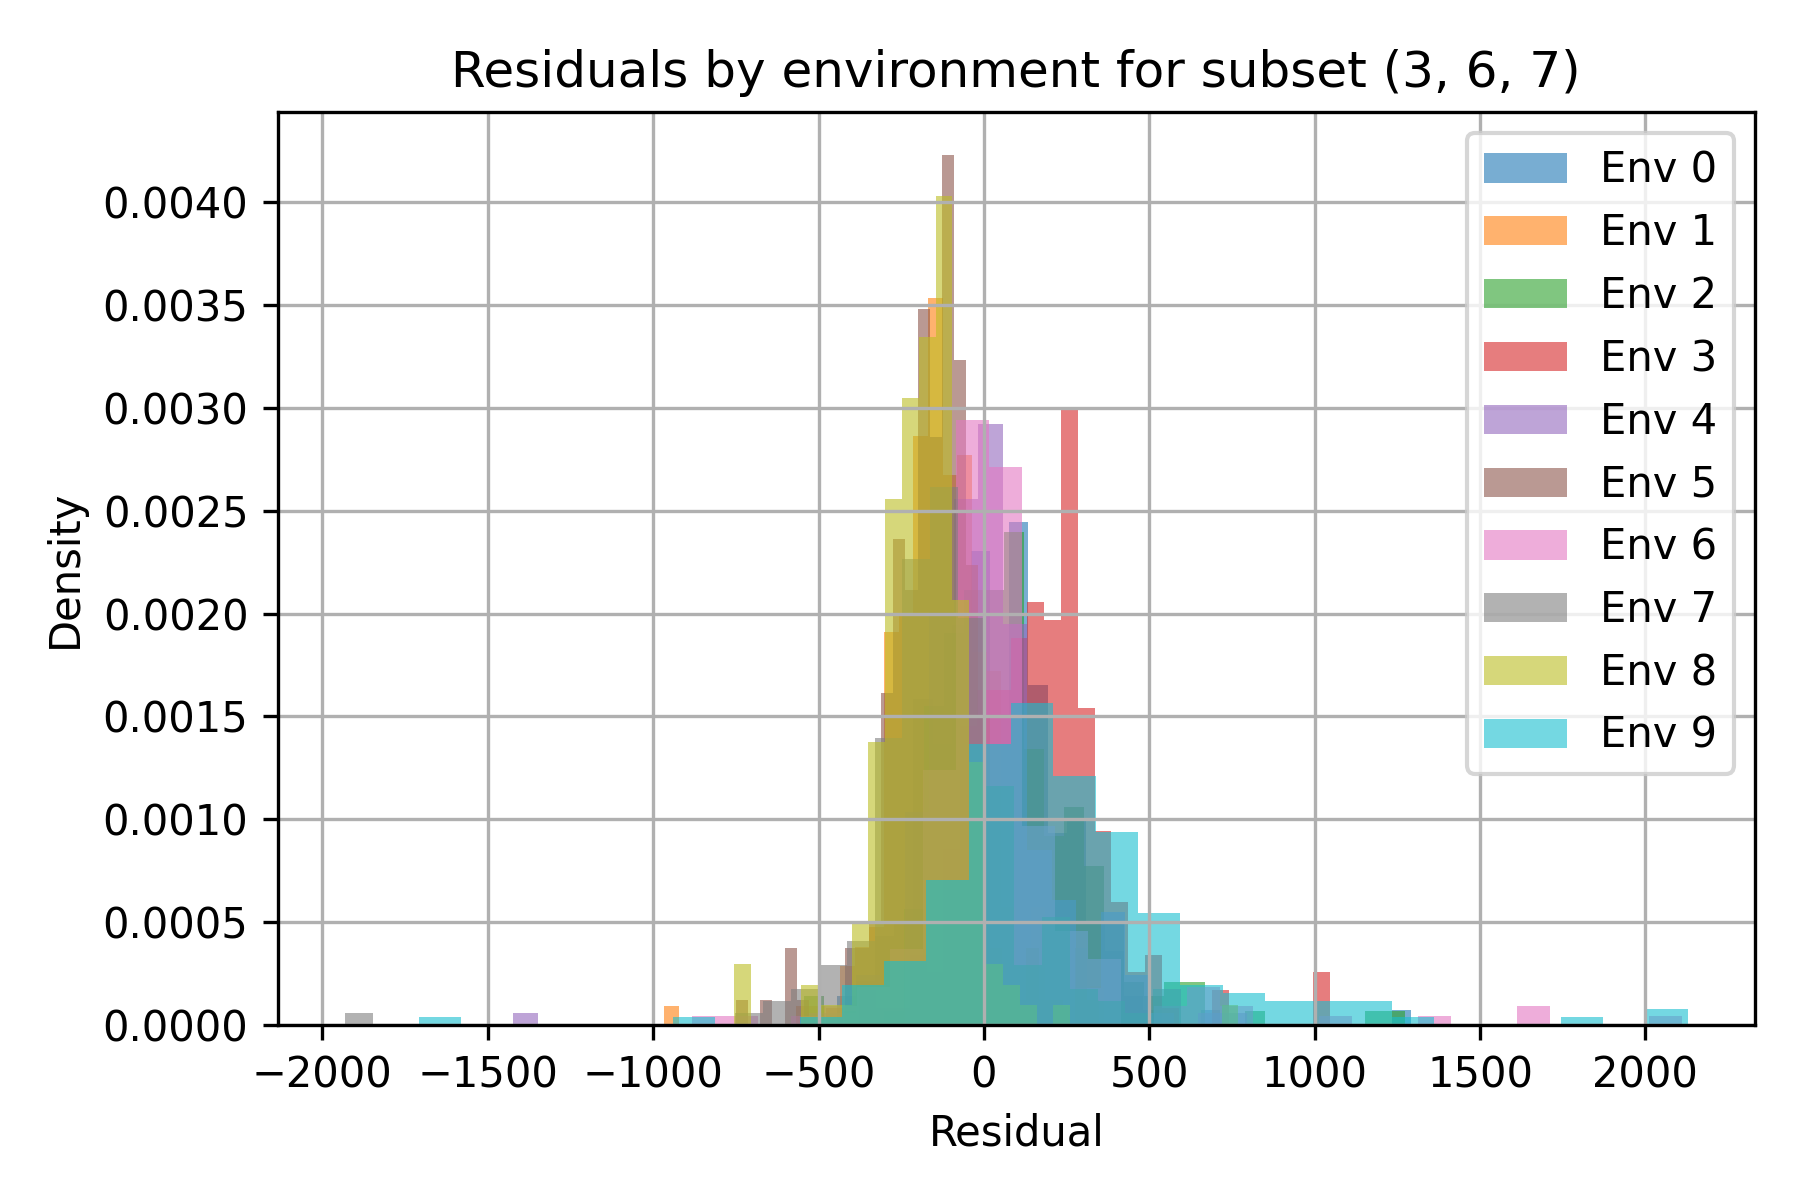 Residuals by environment for subset (3, 6, 7)
Density
0.0040
0.0035
0.0030
0.0025
0.0020
0.0015
0.0010
0.0005
0.0000
−2000
−1500
−1000
−500
0
500
1000
1500
2000
Residual
Env 0
Env 1
Env 2
Env 3
Env 4
Env 5
Env 6
Env 7
Env 8
Env 9